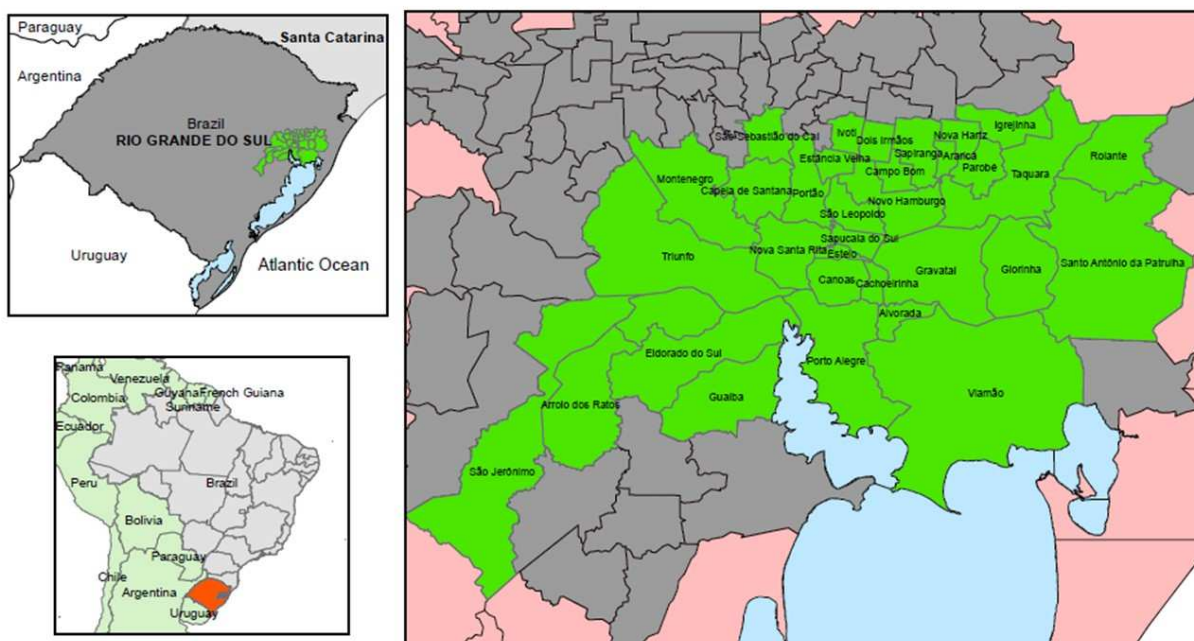 Paraguay
Santa Catarina
Argentina
Brazil
RIO GRANDE DO SUL
Uruguay
Atlantic Ocean
Panama
Venezuela
Guyana
French Guiana
Colombia
Suriname
Ecuador
Peru
Brazil
Bolivia
Paraguay
Chile
Argentina
Uruguay
São Sebastião do Caí
Ivoti
Dois Irmãos
Nova Hartz
Igrejinha
Estância Velha
Sapiranga
Araricá
Rolante
Montenegro
Capela de Santana
Portão
Campo Bom
Parobé
Taquara
Novo Hamburgo
São Leopoldo
Sapucaia do Sul
Triunfo
Nova Santa Rita
Esteio
Canoas
Cachoeirinha
Gravataí
Glorinha
Santo Antônio da Patrulha
Alvorada
Eldorado do Sul
Porto Alegre
Viamão
Arroio dos Ratos
Guaíba
São Jerônimo